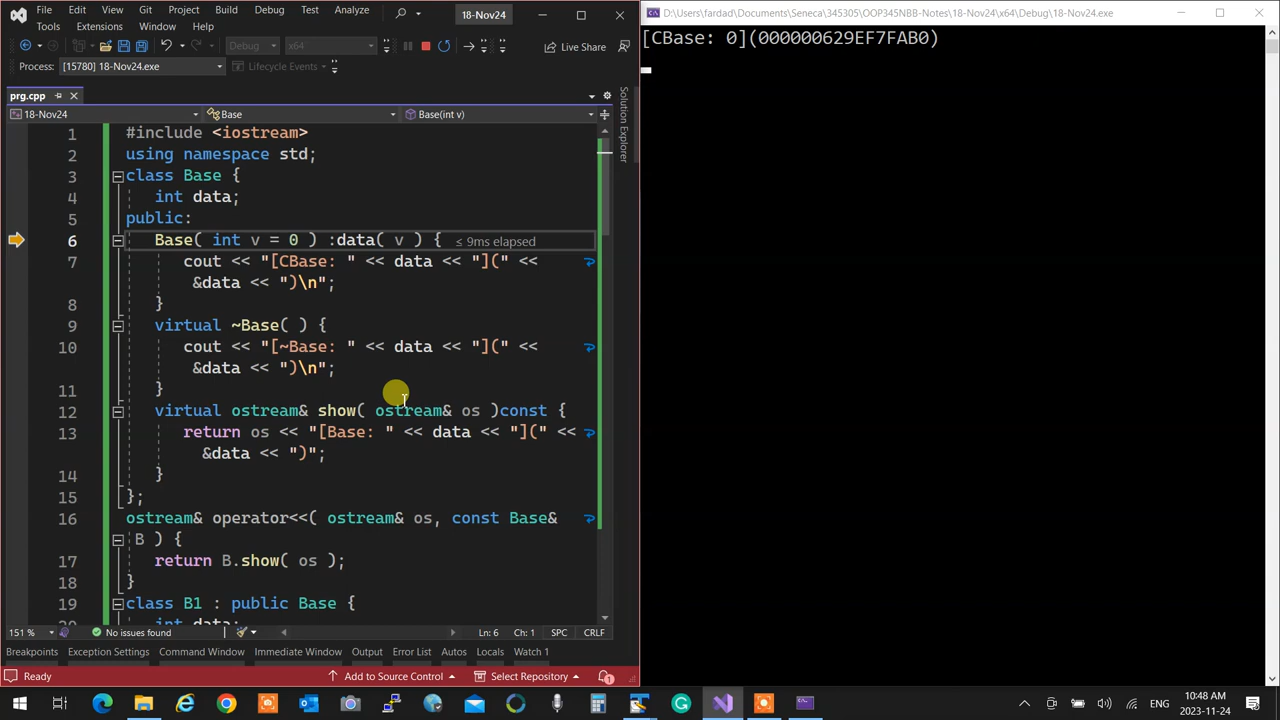 File Edit View Git Project Build Debug Test Analyze
Tools Extensions Window Help
18-Nov24
Debug x64 Live Share
Process: [15780] 18-Nov24.exe Lifecycle Events
prg.cpp
18-Nov24 Base Base(int v)
1 #include <iostream>
2 using namespace std;
3 class Base {
4 int data;
5 public:
6 Base( int v = 0 ) :data( v ) { ≤ 9ms elapsed
7 cout << "[CBase: " << data << "](" <<
&data << ")\n";
8 }
9 virtual ~Base( ) {
10 cout << "[~Base: " << data << "](" <<
&data << ")\n";
11 }
12 virtual ostream& show( ostream& os )const {
13 return os << "[Base: " << data << "](" <<
&data << ")";
14 }
15 };
16 ostream& operator<<( ostream& os, const Base&
B ) {
17 return B.show( os );
18 }
19 class B1 : public Base {
20 int data;
Solution Explorer
151 % No issues found Ln: 6 Ch: 1 SPC CRLF
Breakpoints Exception Settings Command Window Immediate Window Output Error List Autos Locals Watch 1
Ready Add to Source Control Select Repository 1
D:\Users\fardad\Documents\Seneca\345305\OOP345NBB-Notes\18-Nov24\x64\Debug\18-Nov24.exe
[CBase: 0](000000629EF7FAB0)
ENG
10:48 AM
2023-11-24